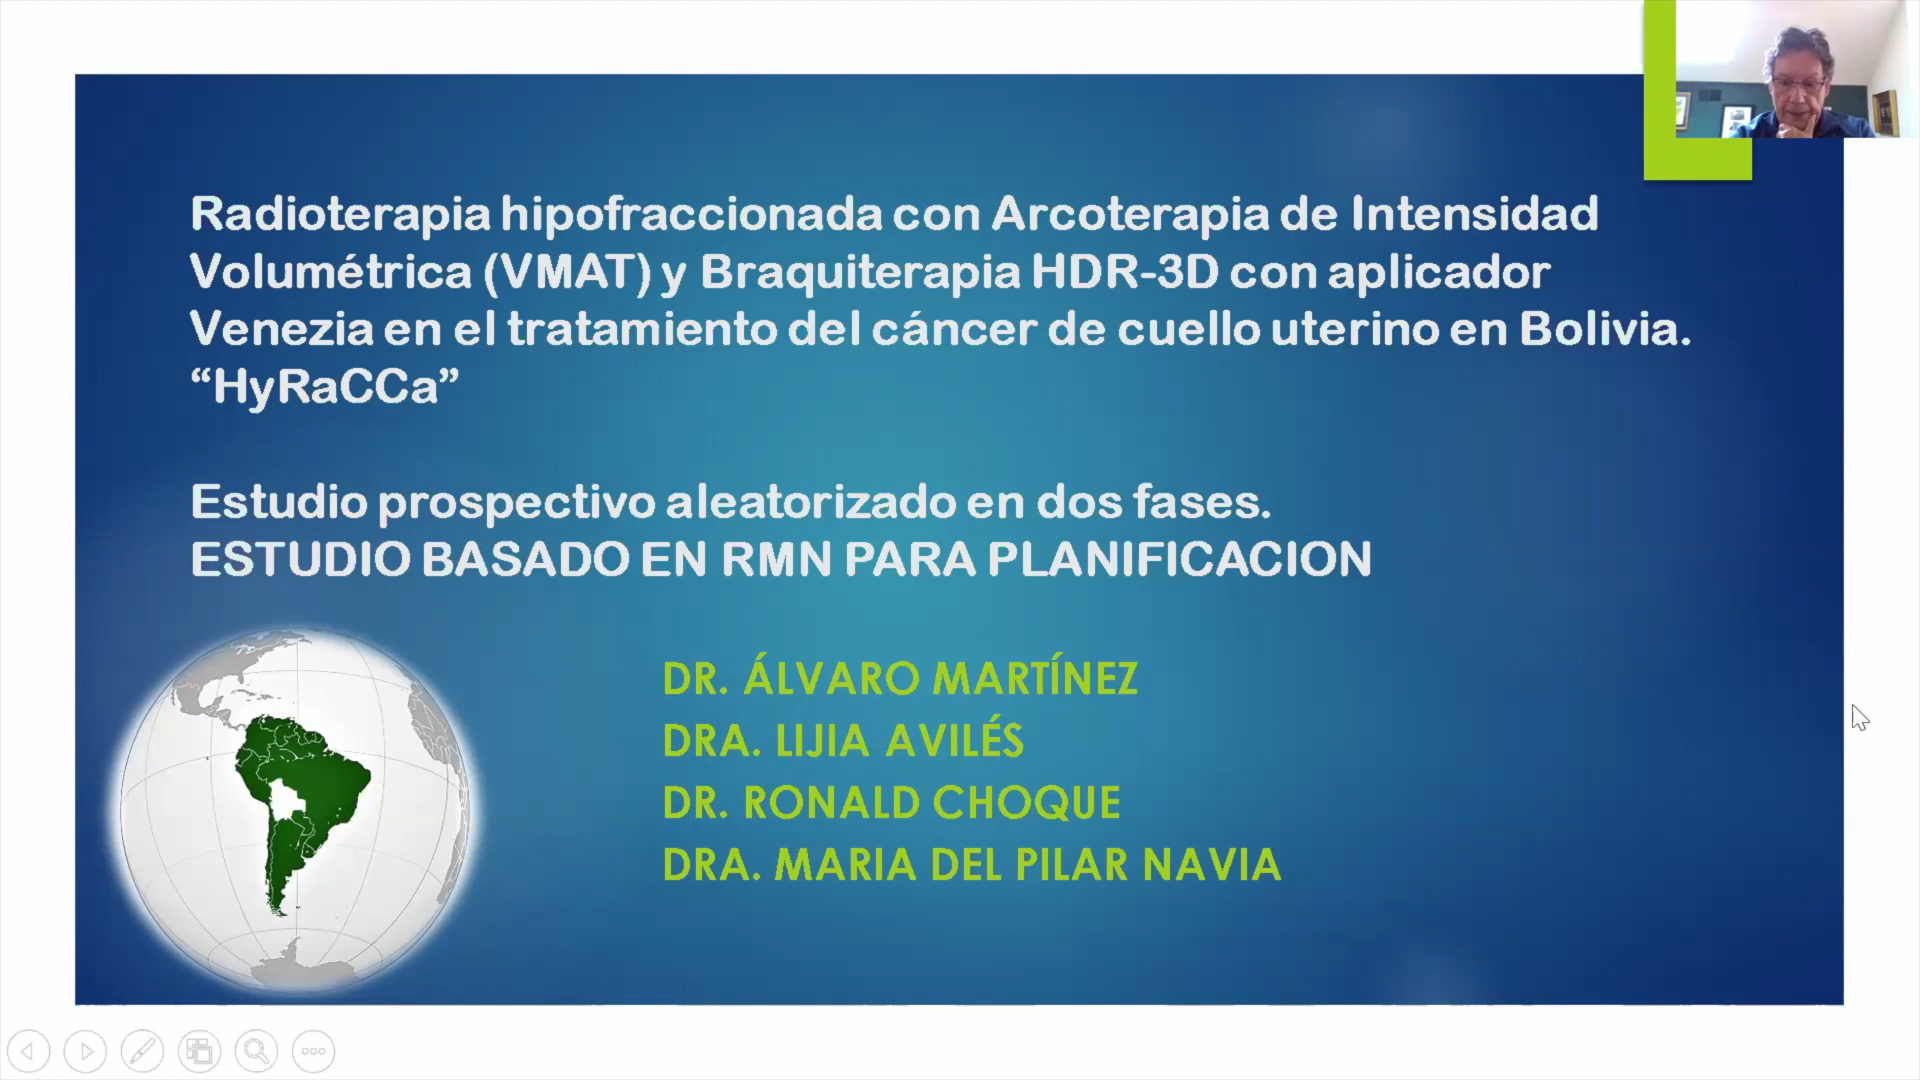 Radioterapia hipofraccionada con Arcoterapia de Intensidad
Volumétrica (VMAT) y Braquiterapia HDR-3D con aplicador
Venezia en el tratamiento del cáncer de cuello uterino en Bolivia.
“HyRaCCa”
Estudio prospectivo aleatorizado en dos fases.
ESTUDIO BASADO EN RMN PARA PLANIFICACION
DR. ÁLVARO MARTÍNEZ
DRA. LIJIA AVILÉS
DR. RONALD CHOQUE
DRA. MARIA DEL PILAR NAVIA